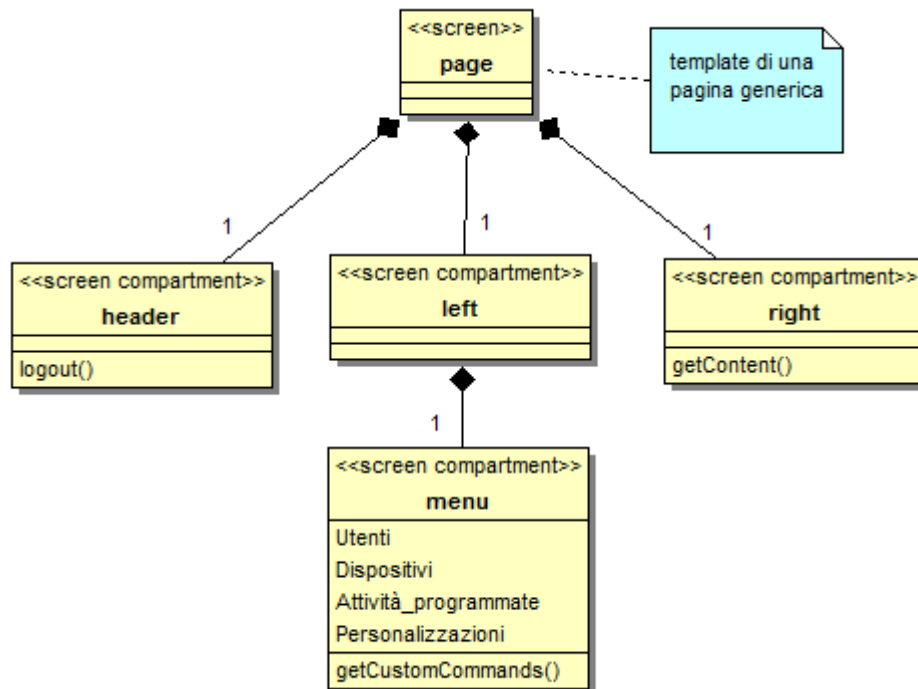 <<screen>>
page
template di una
pagina generica
1
1
1
<<screen compartment>>
header
logout()
<<screen compartment>>
left
<<screen compartment>>
right
getContent()
1
<<screen compartment>>
menu
Utenti
Dispositivi
Attività_programmate
Personalizzazioni
getCustomCommands()